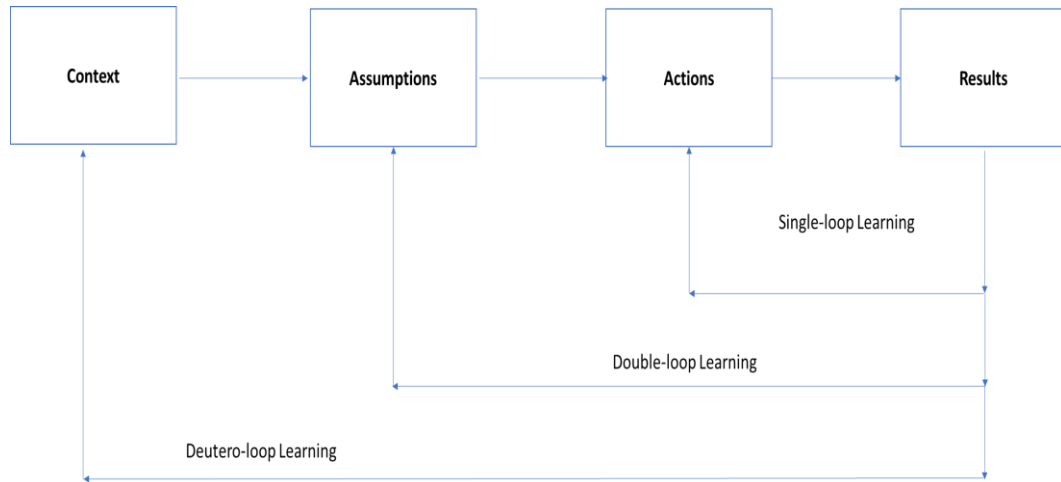 Context
Assumptions
Actions
Results
Single-loop Learning
Double-loop Learning
Deutero-loop Learning